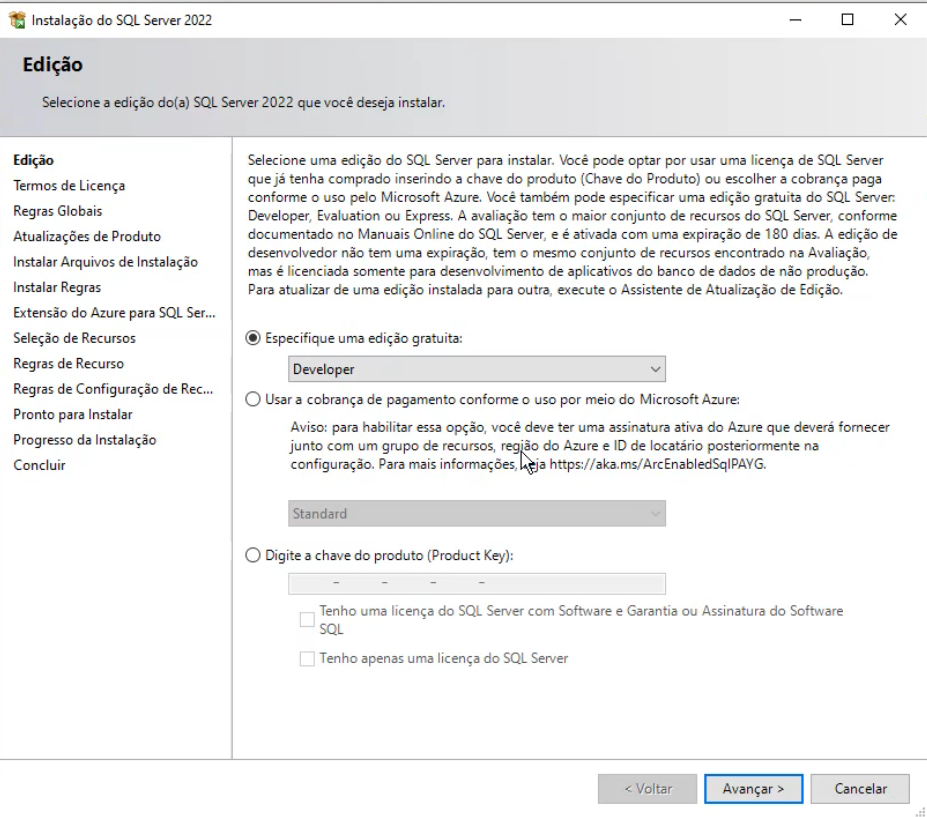 Instalação do SQL Server 2022
Edição
Selecione a edição do(a) SQL Server 2022 que você deseja instalar.
Edição
Termos de Licença
Regras Globais
Atualizações de Produto
Instalar Arquivos de Instalação
Instalar Regras
Extensão do Azure para SQL Ser...
Seleção de Recursos
Regras de Recurso
Regras de Configuração de Rec...
Pronto para Instalar
Progresso da Instalação
Concluir
Selecione uma edição do SQL Server para instalar. Você pode optar por usar uma licença de SQL Server
que já tenha comprado inserindo a chave do produto (Chave do Produto) ou escolher a cobrança paga
conforme o uso pelo Microsoft Azure. Você também pode especificar uma edição gratuita do SQL Server:
Developer, Evaluation ou Express. A avaliação tem o maior conjunto de recursos do SQL Server, conforme
documentado no Manuais Online do SQL Server, e é ativada com uma expiração de 180 dias. A edição de
desenvolvedor não tem uma expiração, tem o mesmo conjunto de recursos encontrado na Avaliação,
mas é licenciada somente para desenvolvimento de aplicativos do banco de dados de não produção.
Para atualizar de uma edição instalada para outra, execute o Assistente de Atualização de Edição.
Especifique uma edição gratuita:
Developer
Usar a cobrança de pagamento conforme o uso por meio do Microsoft Azure:
Aviso: para habilitar essa opção, você deve ter uma assinatura ativa do Azure que deverá fornecer
junto com um grupo de recursos, região do Azure e ID de locatário posteriormente na
configuração. Para mais informações, veja https://aka.ms/ArcEnabledSqlPAYG.
Standard
Digite a chave do produto (Product Key):
- - - -
Tenho uma licença do SQL Server com Software e Garantia ou Assinatura do Software
SQL
Tenho apenas uma licença do SQL Server
< Voltar
Avançar >
Cancelar